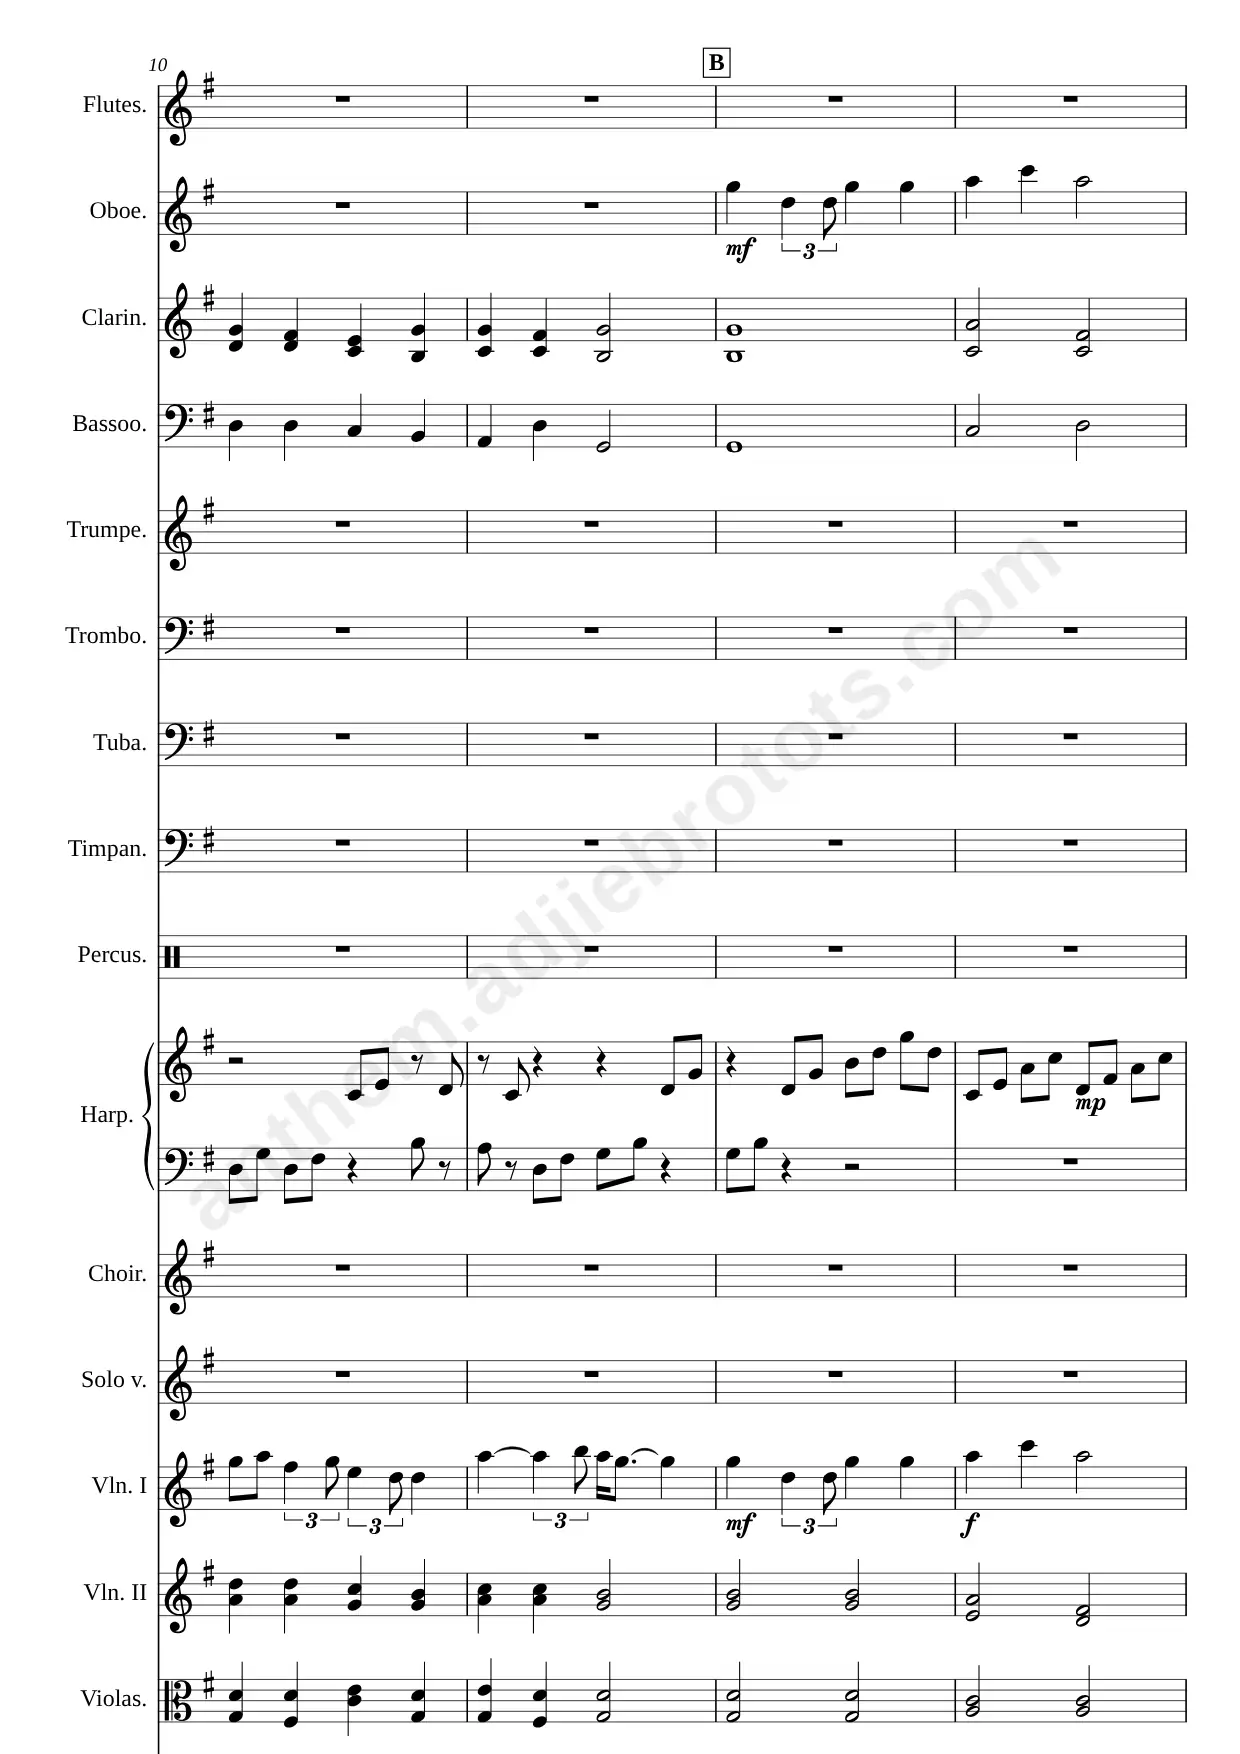 10
B
Flutes.
Oboe.
mf
3
Clarin.
Bassoo.
Trumpe.
Trombo.
Tuba.
Timpan.
Percus.
Harp.
mp
Choir.
Solo v.
Vln. I
3
3
3
mf
3
f
Vln. II
Violas.
anthem.adjiebrotots.com